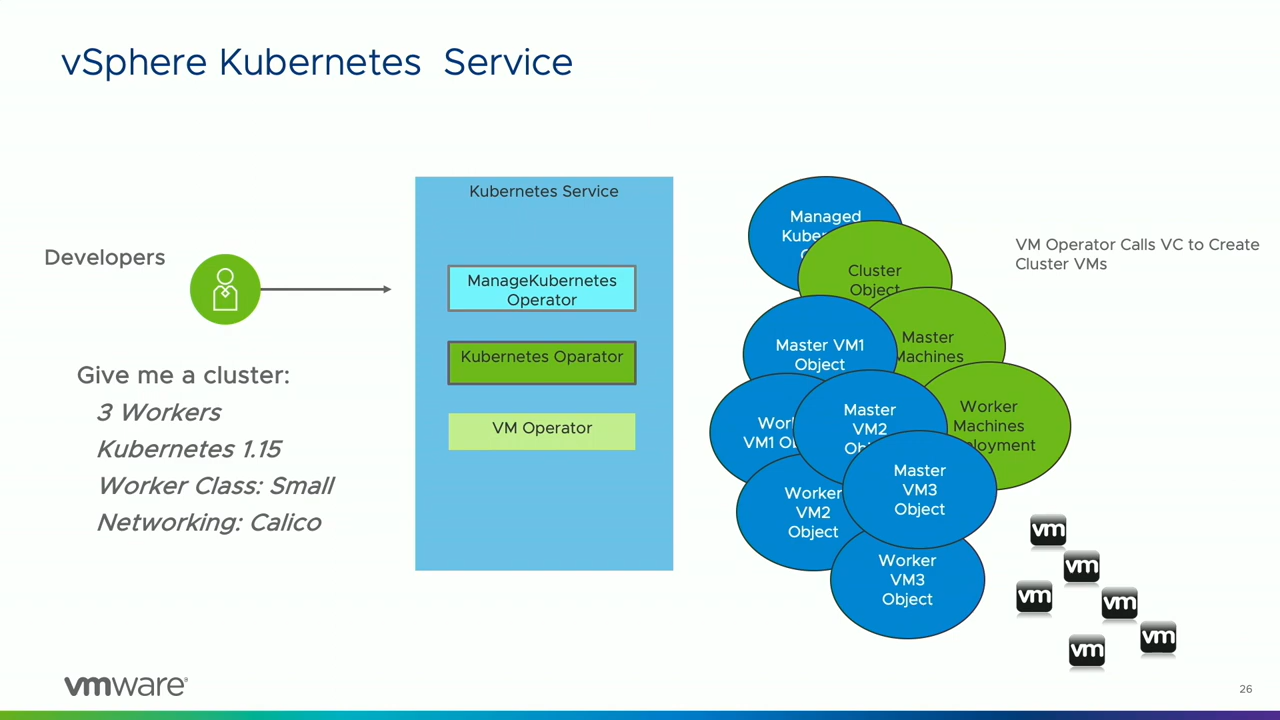 vSphere Kubernetes Service
Kubernetes Service
Developers
ManageKubernetes
Operator
Kubernetes Oparator
VM Operator
Give me a cluster:
3 Workers
Kubernetes 1.15
Worker Class: Small
Networking: Calico
Managed
Cluster
Object
Master
Machines
Master VM1
Object
Worker
Machines
Master
VM2
VM1
Master
VM3
Object
Worker
VM2
Object
Worker
VM3
Object
VM Operator Calls VC to Create
Cluster VMs
vm
vm
vm
vm
vm
vm
vmware
26